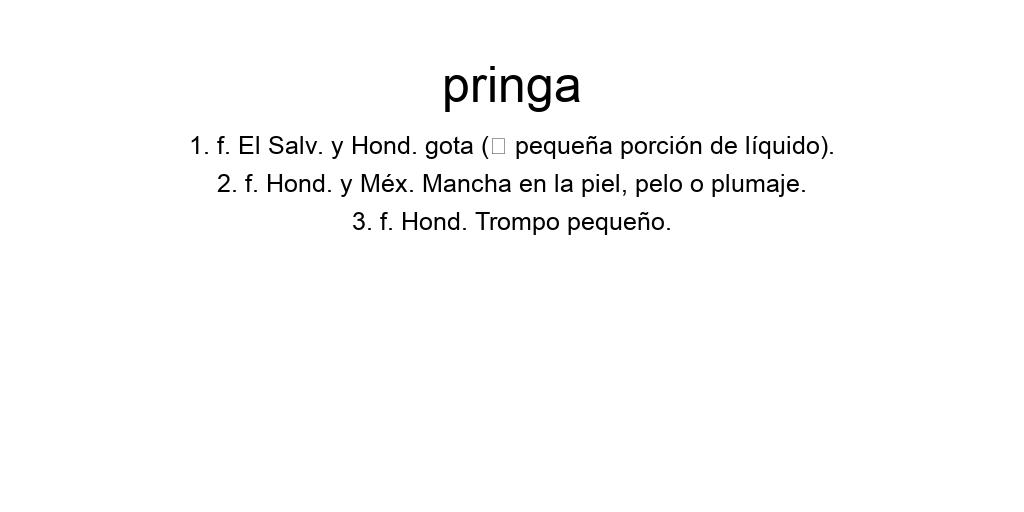 pringa
1. f. El Salv. y Hond. gota (□ pequeña porción de líquido).
2. f. Hond. y Méx. Mancha en la piel, pelo o plumaje.
3. f. Hond. Trompo pequeño.